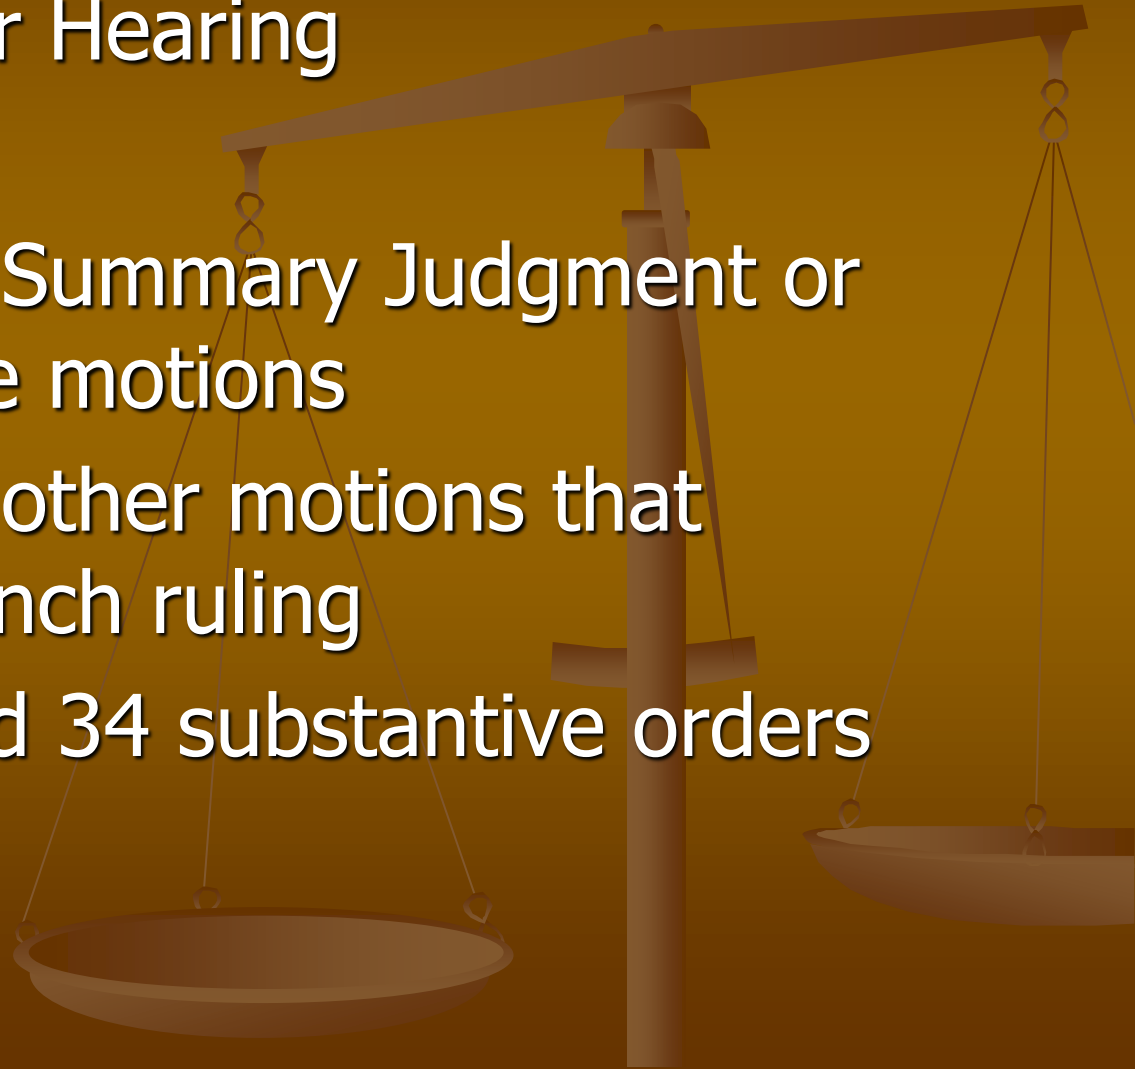 r Hearing
Summary Judgment or
e motions
other motions that
nch ruling
d 34 substantive orders